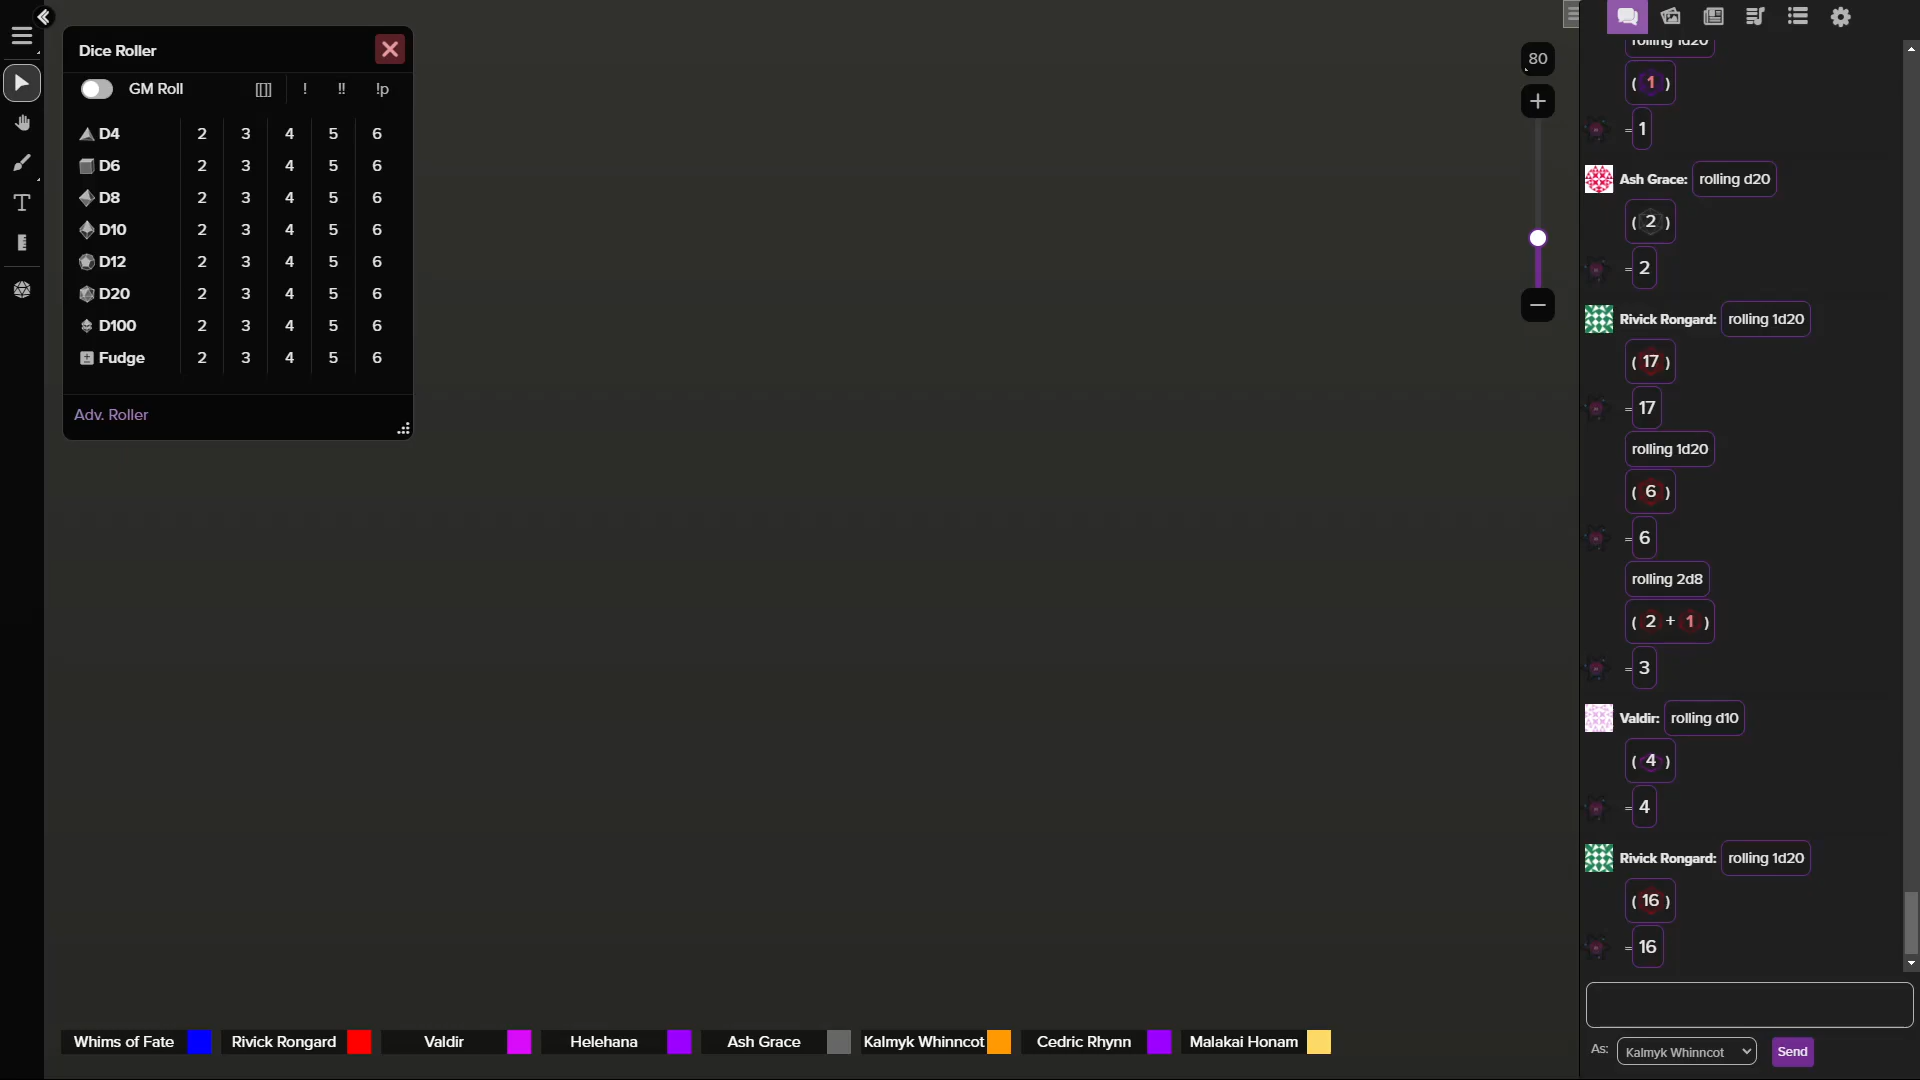 Dice Roller
GM Roll [[]] ! !! !p
D4 2 3 4 5 6
D6 2 3 4 5 6
D8 2 3 4 5 6
D10 2 3 4 5 6
D12 2 3 4 5 6
D20 2 3 4 5 6
D100 2 3 4 5 6
Fudge 2 3 4 5 6
Adv. Roller
80
rolling 1d20
( 1 )
= 1
Ash Grace: rolling d20
( 2 )
= 2
Rivick Rongard: rolling 1d20
( 17 )
= 17
rolling 1d20
( 6 )
= 6
rolling 2d8
( 2 + 1 )
= 3
Valdir: rolling d10
( 4 )
= 4
Rivick Rongard: rolling 1d20
( 16 )
= 16
As: Kalmyk Whinncot Send
Whims of Fate Rivick Rongard Valdir Helehana Ash Grace Kalmyk Whinncot Cedric Rhynn Malakai Honam